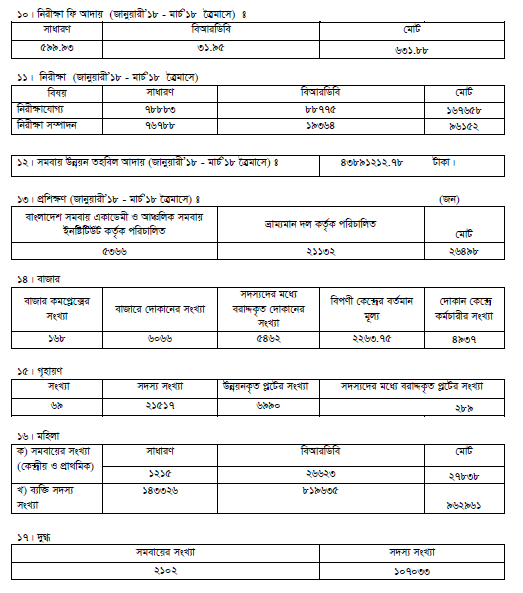 ১০। নিরীক্ষা ফি আদায় (জানুয়ারী'১৮ - মার্চ'১৮ ত্রৈমাসে) ঃ
সাধারণ বিআরডিবি মোট
৫৯৯.৯৩ ৩১.৯৫ ৬৩১.৮৮
১১। নিরীক্ষা (জানুয়ারী'১৮ - মার্চ'১৮ ত্রৈমাসে)
বিষয় সাধারণ বিআরডিবি মোট
নিরীক্ষাযোগ্য ৭৮৮৮৩ ৮৮৭৭৫ ১৬৭৬৫৮
নিরীক্ষা সম্পাদন ৭৬৭৮৮ ১৯৩৬৪ ৯৬১৫২
১২। সমবায় উন্নয়ন তহবিল আদায় (জানুয়ারী'১৮ - মার্চ'১৮ ত্রৈমাসে) ঃ ৪৩৮৯১২১২.৭৮ টাকা।
১৩। প্রশিক্ষণ (জানুয়ারী'১৮ - মার্চ'১৮ ত্রৈমাসে) ঃ (জন)
বাংলাদেশ সমবায় একাডেমী ও আঞ্চলিক সমবায় ভ্রাম্যমান দল কর্তৃক পরিচালিত
ইনষ্টিটিউট কর্তৃক পরিচালিত মোট
৫৩৬৬ ২১১৩২ ২৬৪৯৮
১৪। বাজার
বাজার কমপ্লেক্সের সংখ্যা বাজারে দোকানের সংখ্যা সদস্যদের মধ্যে বরাদ্দকৃত দোকানের সংখ্যা বিপণী কেন্দ্রের বর্তমান মূল্য দোকান কেন্দ্রে কর্মচারীর সংখ্যা
১৬৮ ৬০৬৬ ৫৪৬২ ২২৬৩.৭৫ ৪৯৩৭
১৫। গৃহায়ণ
সংখ্যা সদস্য সংখ্যা উন্নয়নকৃত প্লটের সংখ্যা সদস্যদের মধ্যে বরাদ্দকৃত প্লটের সংখ্যা
৬৯ ২১৫১৭ ৬৯৯০ ২৮৯
১৬। মহিলা
ক) সমবায়ের সংখ্যা সাধারণ বিআরডিবি মোট
(কেন্দ্রীয় ও প্রাথমিক) ১২১৫ ২৬৬২৩ ২৭৮৩৮
খ) ব্যক্তি সদস্য ১৪৩৩২৬ ৮১৯৬৩৫
সংখ্যা ৯৬২৯৬১
১৭। দুগ্ধ
সমবায়ের সংখ্যা সদস্য সংখ্যা
২১০২ ১০৭০৩৩